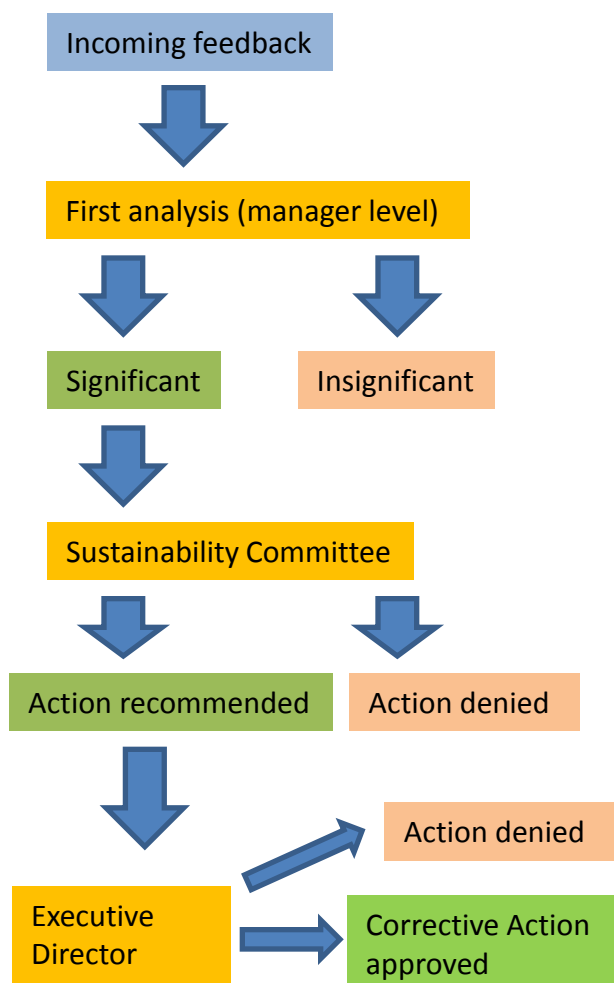 Incoming feedback
First analysis (manager level)
Significant
Insignificant
Sustainability Committee
Action recommended
Action denied
Action denied
Executive
Director
Corrective Action
approved